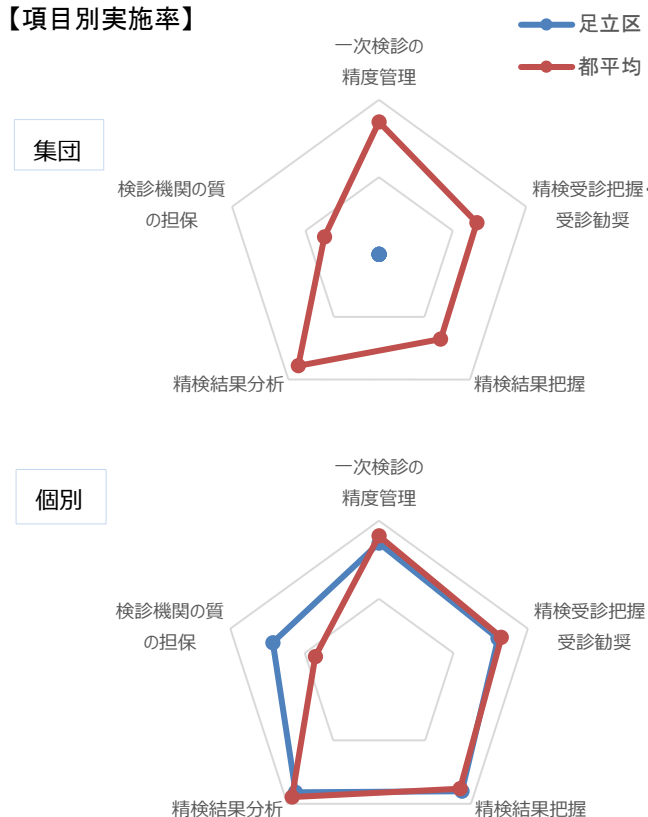 【項目別実施率】
足立区
都平均
集団
一次検診の
精度管理
精検受診把握・
受診勧奨
精検結果把握
精検結果分析
検診機関の質
の担保
個別
一次検診の
精度管理
精検受診把握
受診勧奨
精検結果把握
精検結果分析
検診機関の質
の担保